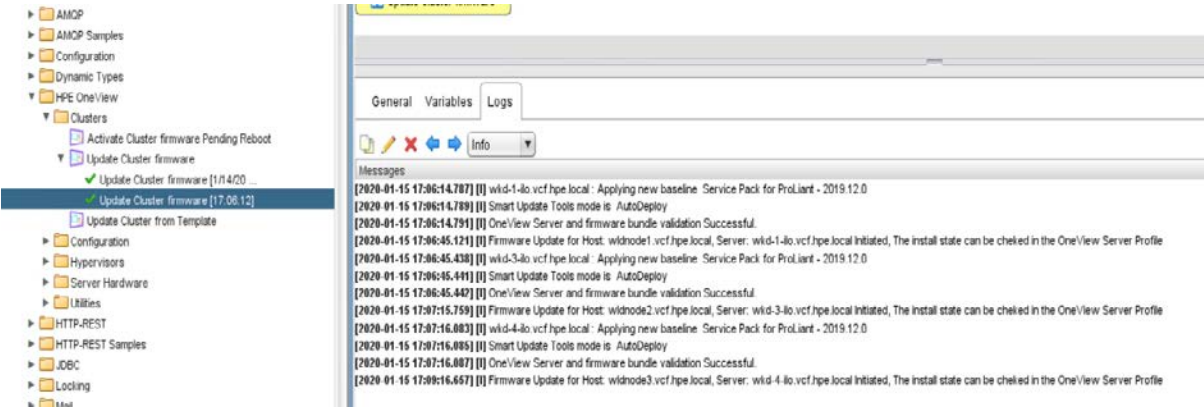 AMQP
AMQP Samples
Configuration
Dynamic Types
HPE OneView
Clusters
Activate Cluster firmware Pending Reboot
Update Cluster firmware
Update Cluster firmware [1/14/20 ...
Update Cluster firmware [17:06:12]
Update Cluster from Template
Configuration
Hypervisors
Server Hardware
Utilities
HTTP-REST
HTTP-REST Samples
JDBC
Locking
Mail
Update Cluster firmware
General Variables Logs
Info
Messages
[2020-01-15 17:06:14.787] [I] wkd-1-ilo.vcf.hpe.local : Applying new baseline Service Pack for ProLiant - 2019.12.0
[2020-01-15 17:06:14.789] [I] Smart Update Tools mode is AutoDeploy
[2020-01-15 17:06:14.791] [I] OneView Server and firmware bundle validation Successful.
[2020-01-15 17:06:45.121] [I] Firmware Update for Host: wldnode1.vcf.hpe.local, Server: wkd-1-ilo.vcf.hpe.local Initiated, The install state can be cheked in the OneView Server Profile
[2020-01-15 17:06:45.438] [I] wkd-3-ilo.vcf.hpe.local : Applying new baseline Service Pack for ProLiant - 2019.12.0
[2020-01-15 17:06:45.441] [I] Smart Update Tools mode is AutoDeploy
[2020-01-15 17:06:45.442] [I] OneView Server and firmware bundle validation Successful.
[2020-01-15 17:07:15.759] [I] Firmware Update for Host: wldnode2.vcf.hpe.local, Server: wkd-3-ilo.vcf.hpe.local Initiated, The install state can be cheked in the OneView Server Profile
[2020-01-15 17:07:16.083] [I] wkd-4-ilo.vcf.hpe.local : Applying new baseline Service Pack for ProLiant - 2019.12.0
[2020-01-15 17:07:16.085] [I] Smart Update Tools mode is AutoDeploy
[2020-01-15 17:07:16.087] [I] OneView Server and firmware bundle validation Successful.
[2020-01-15 17:09:16.657] [I] Firmware Update for Host: wldnode3.vcf.hpe.local, Server: wkd-4-ilo.vcf.hpe.local Initiated, The install state can be cheked in the OneView Server Profile